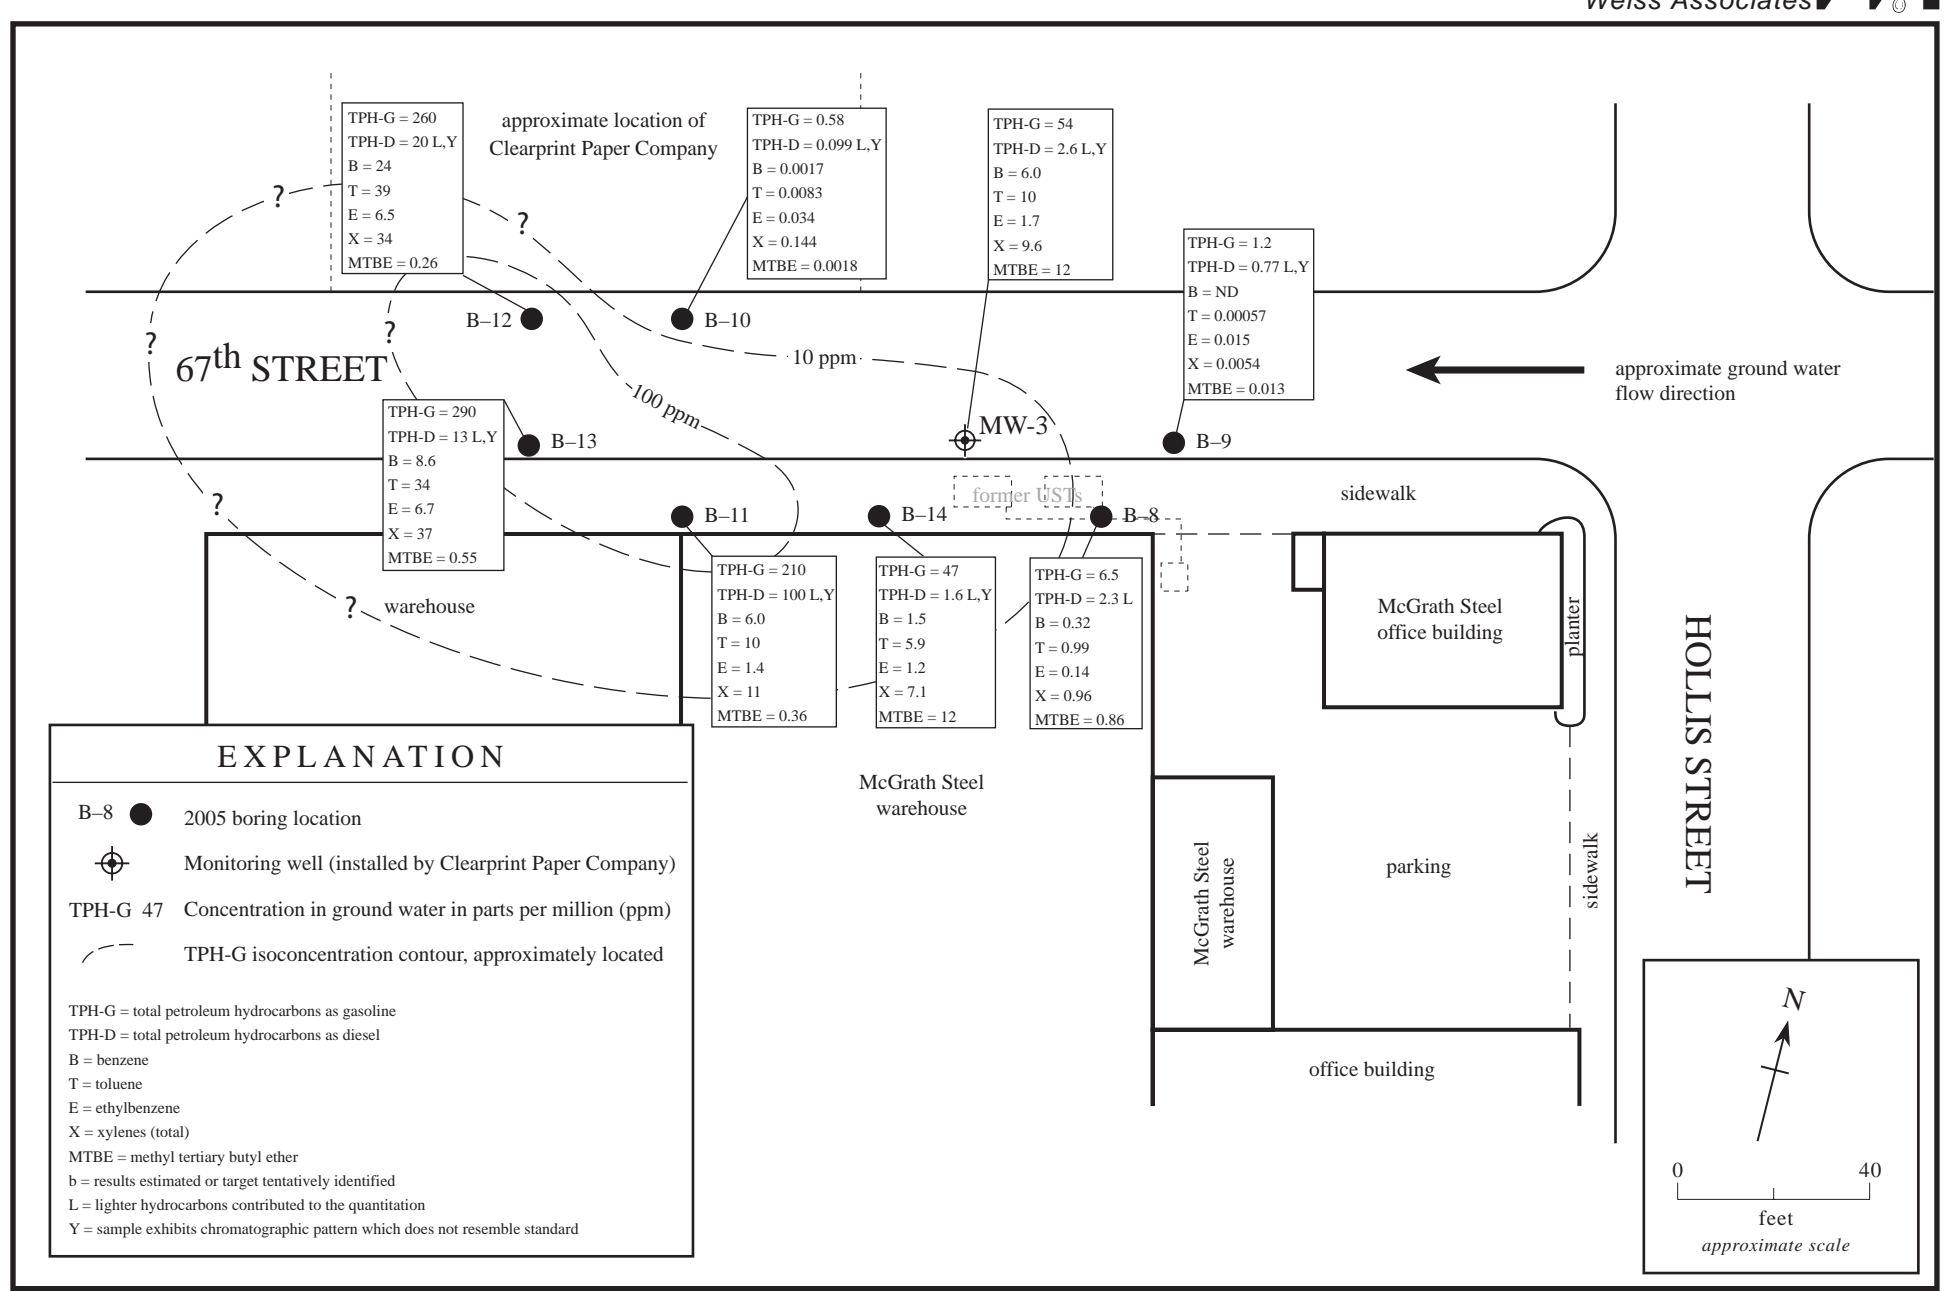 Weiss Associates
TPH-G = 260
TPH-D = 20 L,Y
B = 24
T = 39
E = 6.5
X = 34
MTBE = 0.26
approximate location of
Clearprint Paper Company
TPH-G = 0.58
TPH-D = 0.099 L,Y
B = 0.0017
T = 0.0083
E = 0.034
X = 0.144
MTBE = 0.0018
TPH-G = 54
TPH-D = 2.6 L,Y
B = 6.0
T = 10
E = 1.7
X = 9.6
MTBE = 12
TPH-G = 1.2
TPH-D = 0.77 L,Y
B = ND
T = 0.00057
E = 0.015
X = 0.0054
MTBE = 0.013
?
?
?
?
B–12
B–10
67th STREET
10 ppm
100 ppm
approximate ground water
flow direction
TPH-G = 290
TPH-D = 13 L,Y
B = 8.6
T = 34
E = 6.7
X = 37
MTBE = 0.55
B–13
MW-3
B–9
?
former USTs
sidewalk
B–11
B–14
B–8
TPH-G = 210
TPH-D = 100 L,Y
B = 6.0
T = 10
E = 1.4
X = 11
MTBE = 0.36
TPH-G = 47
TPH-D = 1.6 L,Y
B = 1.5
T = 5.9
E = 1.2
X = 7.1
MTBE = 12
TPH-G = 6.5
TPH-D = 2.3 L
B = 0.32
T = 0.99
E = 0.14
X = 0.96
MTBE = 0.86
?
warehouse
McGrath Steel
office building
planter
HOLLIS STREET
McGrath Steel
warehouse
McGrath Steel
warehouse
parking
sidewalk
office building
EXPLANATION
B–8
2005 boring location
Monitoring well (installed by Clearprint Paper Company)
TPH-G 47 Concentration in ground water in parts per million (ppm)
TPH-G isoconcentration contour, approximately located
TPH-G = total petroleum hydrocarbons as gasoline
TPH-D = total petroleum hydrocarbons as diesel
B = benzene
T = toluene
E = ethylbenzene
X = xylenes (total)
MTBE = methyl tertiary butyl ether
b = results estimated or target tentatively identified
L = lighter hydrocarbons contributed to the quantitation
Y = sample exhibits chromatographic pattern which does not resemble standard
N
0 40
feet
approximate scale